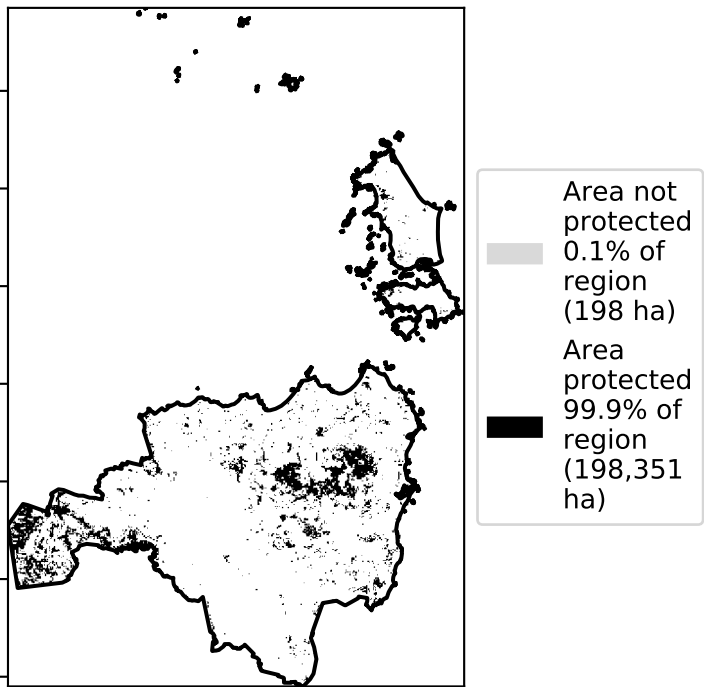 Area not
protected
0.1% of
region
(198 ha)
Area
protected
99.9% of
region
(198,351
ha)